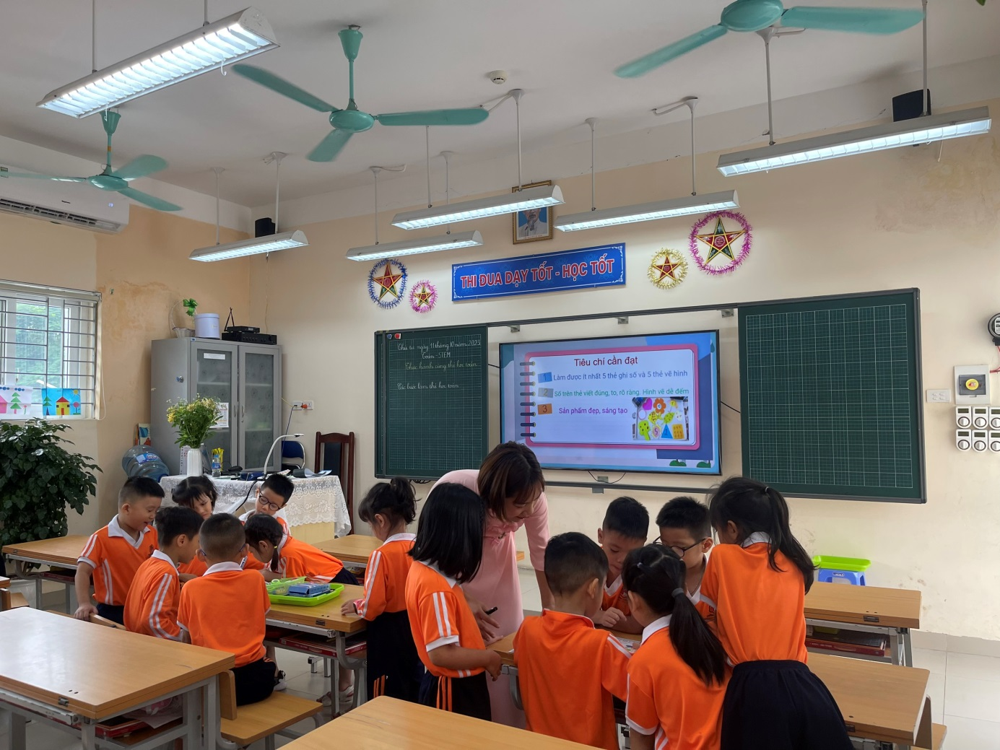 THI ĐUA DẠY TỐT - HỌC TỐT
Thứ tư ngày 11 tháng 10 năm 2023
Toán - STEM
Thực hành cùng thẻ học toán
Các bước làm thẻ học toán
Tiêu chí cần đạt
1 Làm được ít nhất 5 thẻ ghi số và 5 thẻ vẽ hình
2 Số trên thẻ viết đúng, to, rõ ràng. Hình vẽ dễ đếm
3 Sản phẩm đẹp, sáng tạo